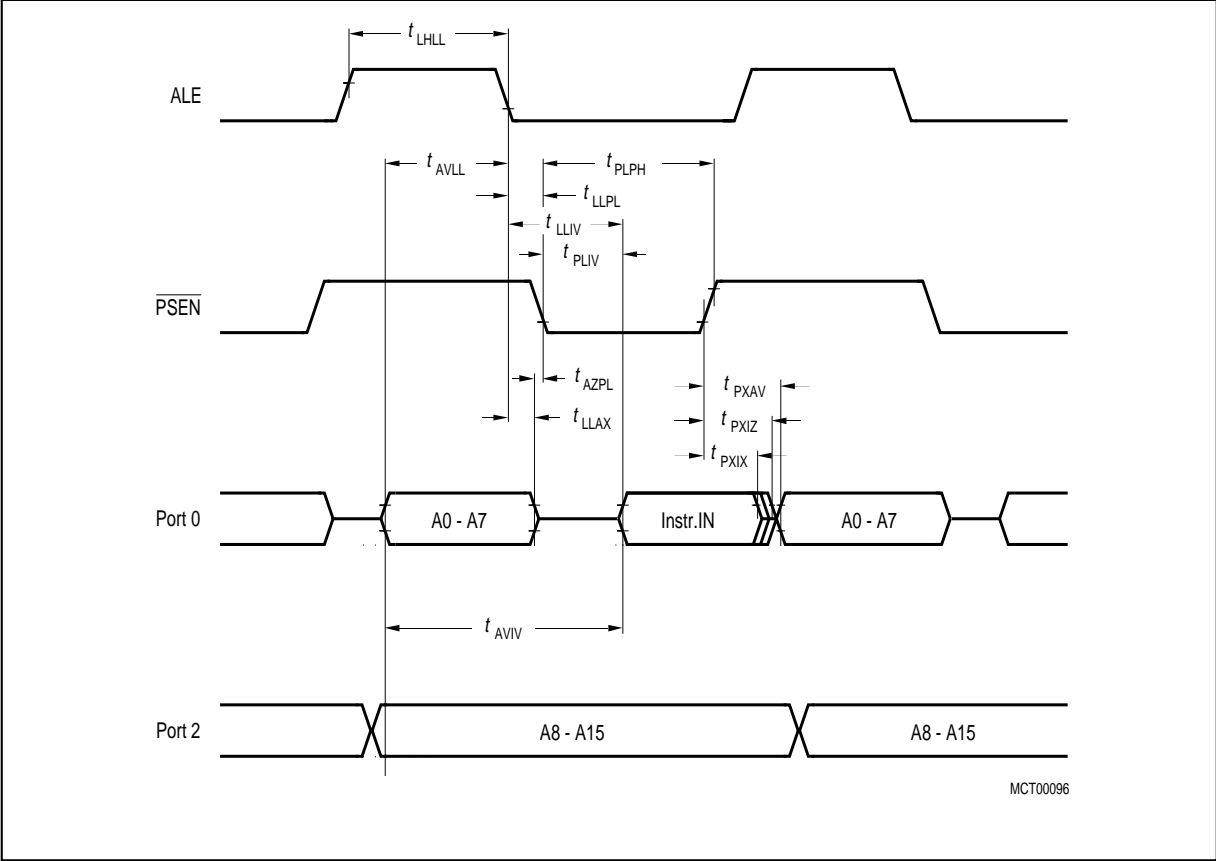 t LHLL
ALE
t AVLL
t PLPH
t LLPL
t LLIV
t PLIV
PSEN
t AZPL
t PXAV
t LLAX
t PXIZ
t PXIX
Port 0
A0 - A7
Instr.IN
A0 - A7
t AVIV
Port 2
A8 - A15
A8 - A15
MCT00096